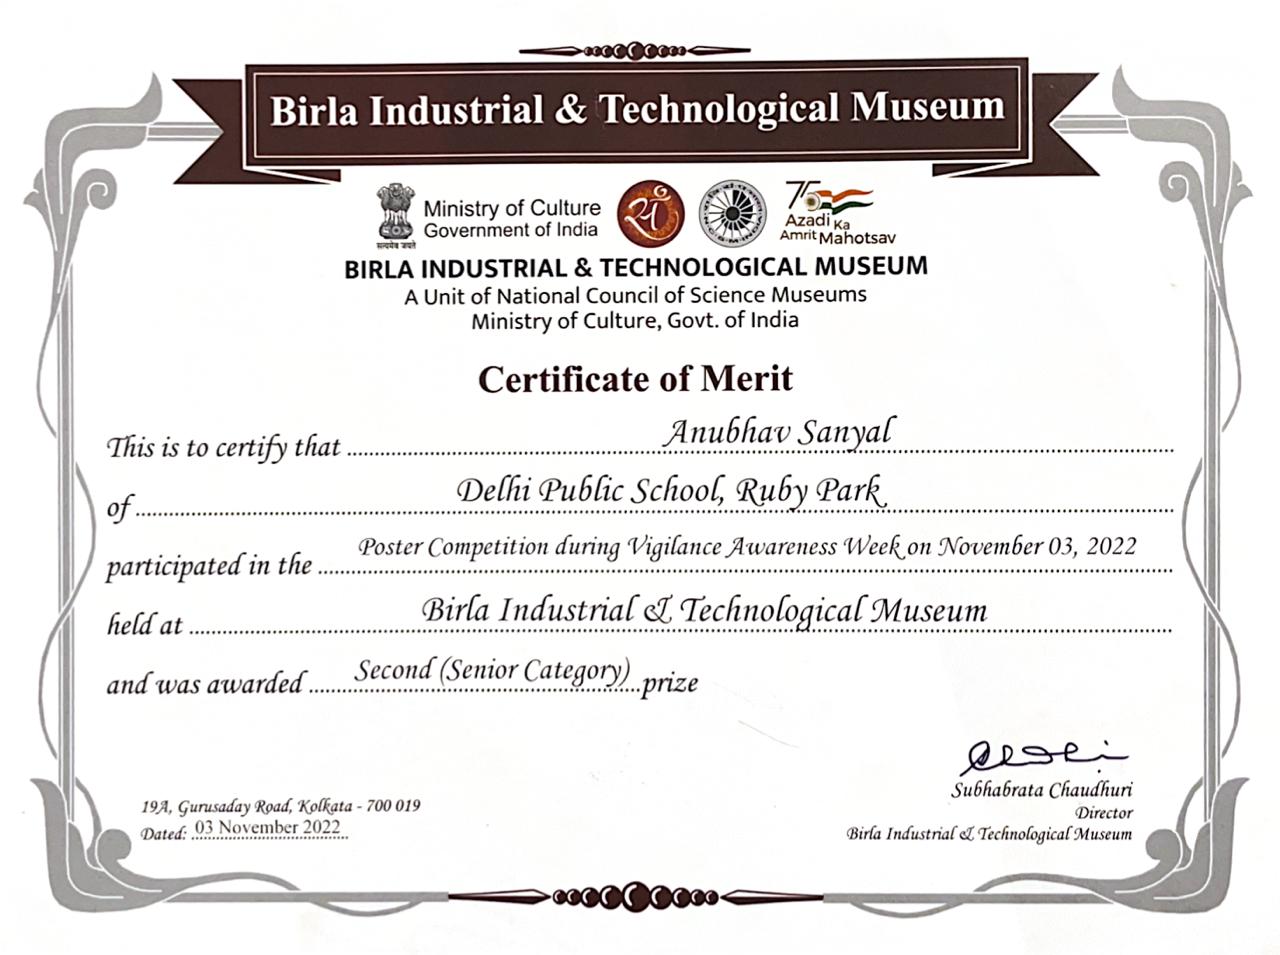 Birla Industrial & Technological Museum
सत्यमेव जयते
Ministry of Culture
Government of India
75
Azadi Ka
Amrit Mahotsav
BIRLA INDUSTRIAL & TECHNOLOGICAL MUSEUM
A Unit of National Council of Science Museums
Ministry of Culture, Govt. of India
Certificate of Merit
This is to certify that Anubhav Sanyal
of Delhi Public School, Ruby Park
participated in the Poster Competition during Vigilance Awareness Week on November 03, 2022
held at Birla Industrial & Technological Museum
and was awarded Second (Senior Category) prize
Subhabrata Chaudhuri
Director
Birla Industrial & Technological Museum
19A, Gurusaday Road, Kolkata - 700 019
Dated: 03 November 2022